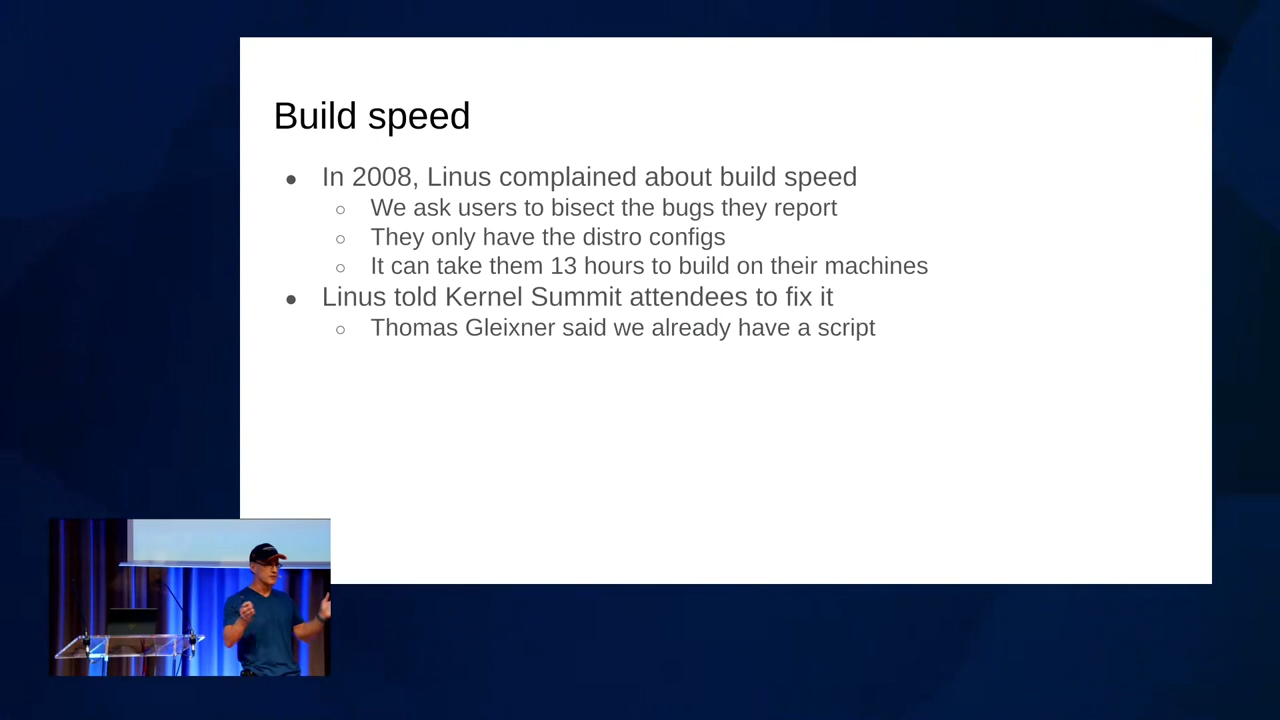 Build speed
● In 2008, Linus complained about build speed
○ We ask users to bisect the bugs they report
○ They only have the distro configs
○ It can take them 13 hours to build on their machines
● Linus told Kernel Summit attendees to fix it
○ Thomas Gleixner said we already have a script